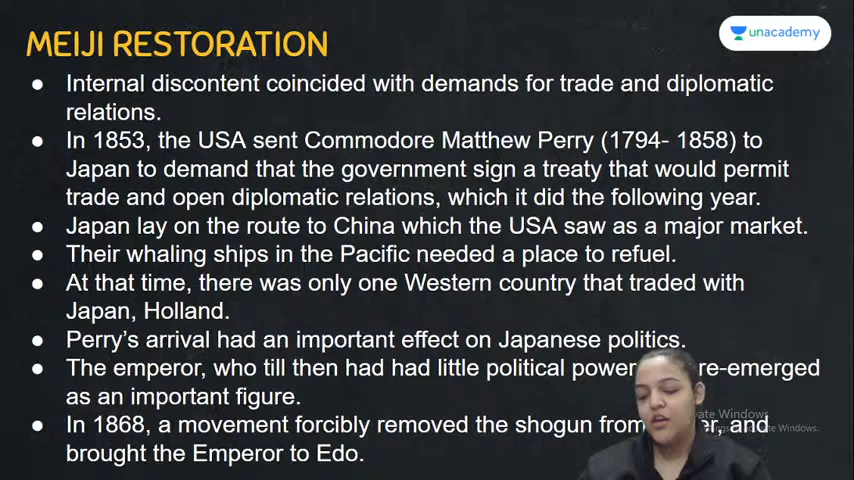 MEIJI RESTORATION
unacademy
● Internal discontent coincided with demands for trade and diplomatic
relations.
● In 1853, the USA sent Commodore Matthew Perry (1794- 1858) to
Japan to demand that the government sign a treaty that would permit
trade and open diplomatic relations, which it did the following year.
● Japan lay on the route to China which the USA saw as a major market.
● Their whaling ships in the Pacific needed a place to refuel.
● At that time, there was only one Western country that traded with
Japan, Holland.
● Perry's arrival had an important effect on Japanese politics.
● The emperor, who till then had had little political power re-emerged
as an important figure.
● In 1868, a movement forcibly removed the shogun from and
brought the Emperor to Edo.
Windows
Windows.